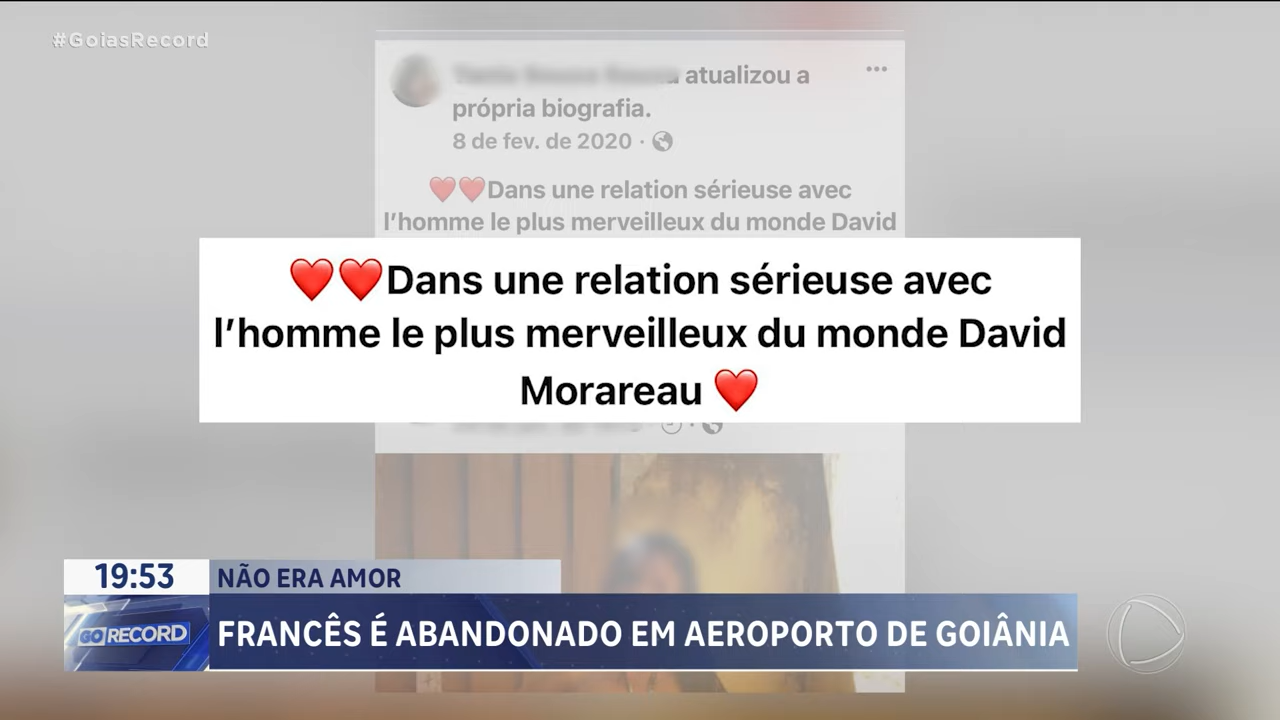 #GoiasRecord
atualizou a
própria biografia.
8 de fev. de 2020 ·
❤️❤️Dans une relation sérieuse avec
l’homme le plus merveilleux du monde David
❤️❤️Dans une relation sérieuse avec
l’homme le plus merveilleux du monde David
Morareau ❤️
19:53
NÃO ERA AMOR
GO RECORD
FRANCÊS É ABANDONADO EM AEROPORTO DE GOIÂNIA